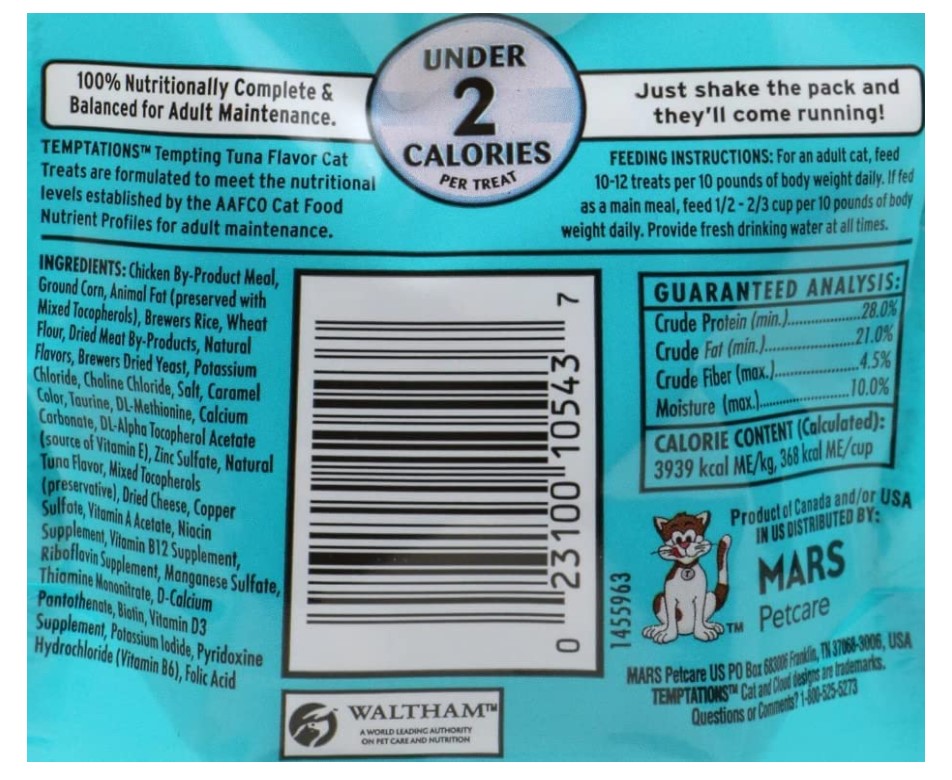 UNDER
2
CALORIES
PER TREAT
100% Nutritionally Complete &
Balanced for Adult Maintenance.
Just shake the pack and
they'll come running!
TEMPTATIONS™ Tempting Tuna Flavor Cat
Treats are formulated to meet the nutritional
levels established by the AAFCO Cat Food
Nutrient Profiles for adult maintenance.
FEEDING INSTRUCTIONS: For an adult cat, feed
10-12 treats per 10 pounds of body weight daily. If fed
as a main meal, feed 1/2 - 2/3 cup per 10 pounds of body
weight daily. Provide fresh drinking water at all times.
INGREDIENTS: Chicken By-Product Meal,
Ground Corn, Animal Fat (preserved with
Mixed Tocopherols), Brewers Rice, Wheat
Flour, Dried Meat By-Products, Natural
Flavors, Brewers Dried Yeast, Potassium
Chloride, Choline Chloride, Salt, Caramel
Color, Taurine, DL-Methionine, Calcium
Carbonate, DL-Alpha Tocopherol Acetate
(source of Vitamin E), Zinc Sulfate, Natural
Tuna Flavor, Mixed Tocopherols
(preservative), Dried Cheese, Copper
Sulfate, Vitamin A Acetate, Niacin
Supplement, Vitamin B12 Supplement,
Riboflavin Supplement, Manganese Sulfate,
Thiamine Mononitrate, D-Calcium
Pantothenate, Biotin, Vitamin D3
Supplement, Potassium Iodide, Pyridoxine
Hydrochloride (Vitamin B6), Folic Acid
0 23100 10543 7
1455963
GUARANTEED ANALYSIS:
Crude Protein (min.)..............28.0%
Crude Fat (min.)....................21.0%
Crude Fiber (max.)...................4.5%
Moisture (max.).....................10.0%
CALORIE CONTENT (Calculated):
3939 kcal ME/kg, 368 kcal ME/cup
Product of Canada and/or USA
IN US DISTRIBUTED BY:
MARS
Petcare
T
TM
MARS Petcare US PO Box 683006 Franklin, TN 37068-3006, USA
TEMPTATIONS™ Cat and Cloud designs are trademarks.
Questions or Comments? 1-800-525-5273
WALTHAM™
A WORLD LEADING AUTHORITY
ON PET CARE AND NUTRITION